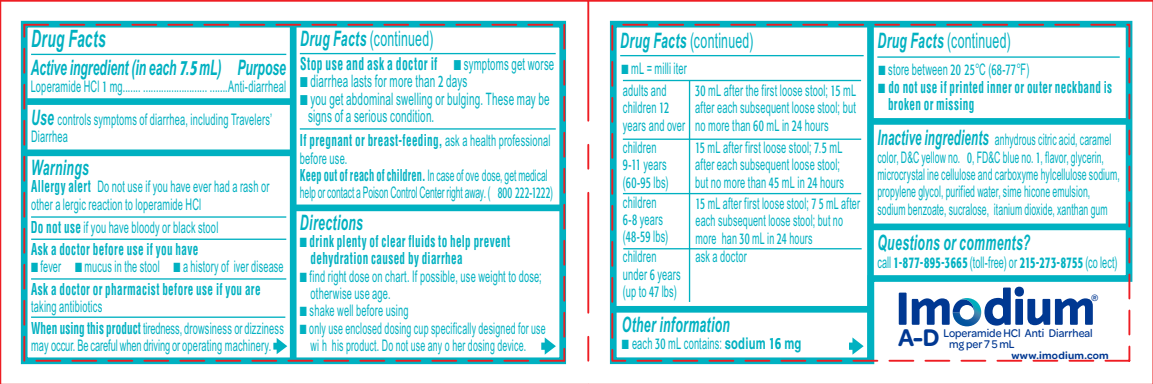 Drug Facts
Active ingredient (in each 7.5 mL) Purpose
Loperamide HCl 1 mg....... .......................... .......Anti-diarrheal
Use controls symptoms of diarrhea, including Travelers'
Diarrhea
Warnings
Allergy alert Do not use if you have ever had a rash or
other a lergic reaction to loperamide HCl
Do not use if you have bloody or black stool
Ask a doctor before use if you have
■ fever ■ mucus in the stool ■ a history of iver disease
Ask a doctor or pharmacist before use if you are
taking antibiotics
When using this product tiredness, drowsiness or dizziness
may occur. Be careful when driving or operating machinery.
Drug Facts (continued)
Stop use and ask a doctor if ■ symptoms get worse
■ diarrhea lasts for more than 2 days
■ you get abdominal swelling or bulging. These may be
signs of a serious condition.
If pregnant or breast-feeding, ask a health professional
before use.
Keep out of reach of children. In case of ove dose, get medical
help or contact a Poison Control Center right away. ( 800 222-1222)
Directions
■ drink plenty of clear fluids to help prevent
dehydration caused by diarrhea
■ find right dose on chart. If possible, use weight to dose;
otherwise use age.
■ shake well before using
■ only use enclosed dosing cup specifically designed for use
wi h his product. Do not use any o her dosing device.
Drug Facts (continued)
■ mL = milli iter
adults and
children 12
years and over
30 mL after the first loose stool; 15 mL
after each subsequent loose stool; but
no more than 60 mL in 24 hours
children
9-11 years
(60-95 lbs)
15 mL after first loose stool; 7.5 mL
after each subsequent loose stool;
but no more than 45 mL in 24 hours
children
6-8 years
(48-59 lbs)
15 mL after first loose stool; 7 5 mL after
each subsequent loose stool; but no
more han 30 mL in 24 hours
children
under 6 years
(up to 47 lbs)
ask a doctor
Other information
■ each 30 mL contains: sodium 16 mg
Drug Facts (continued)
■ store between 20 25°C (68-77°F)
■ do not use if printed inner or outer neckband is
broken or missing
Inactive ingredients anhydrous citric acid, caramel
color, D&C yellow no. 0, FD&C blue no. 1, flavor, glycerin,
microcrystal ine cellulose and carboxyme hylcellulose sodium,
propylene glycol, purified water, sime hicone emulsion,
sodium benzoate, sucralose, itanium dioxide, xanthan gum
Questions or comments?
call 1-877-895-3665 (toll-free) or 215-273-8755 (co lect)
Imodium®
A-D Loperamide HCl Anti Diarrheal
mg per 7 5 mL
www.imodium.com